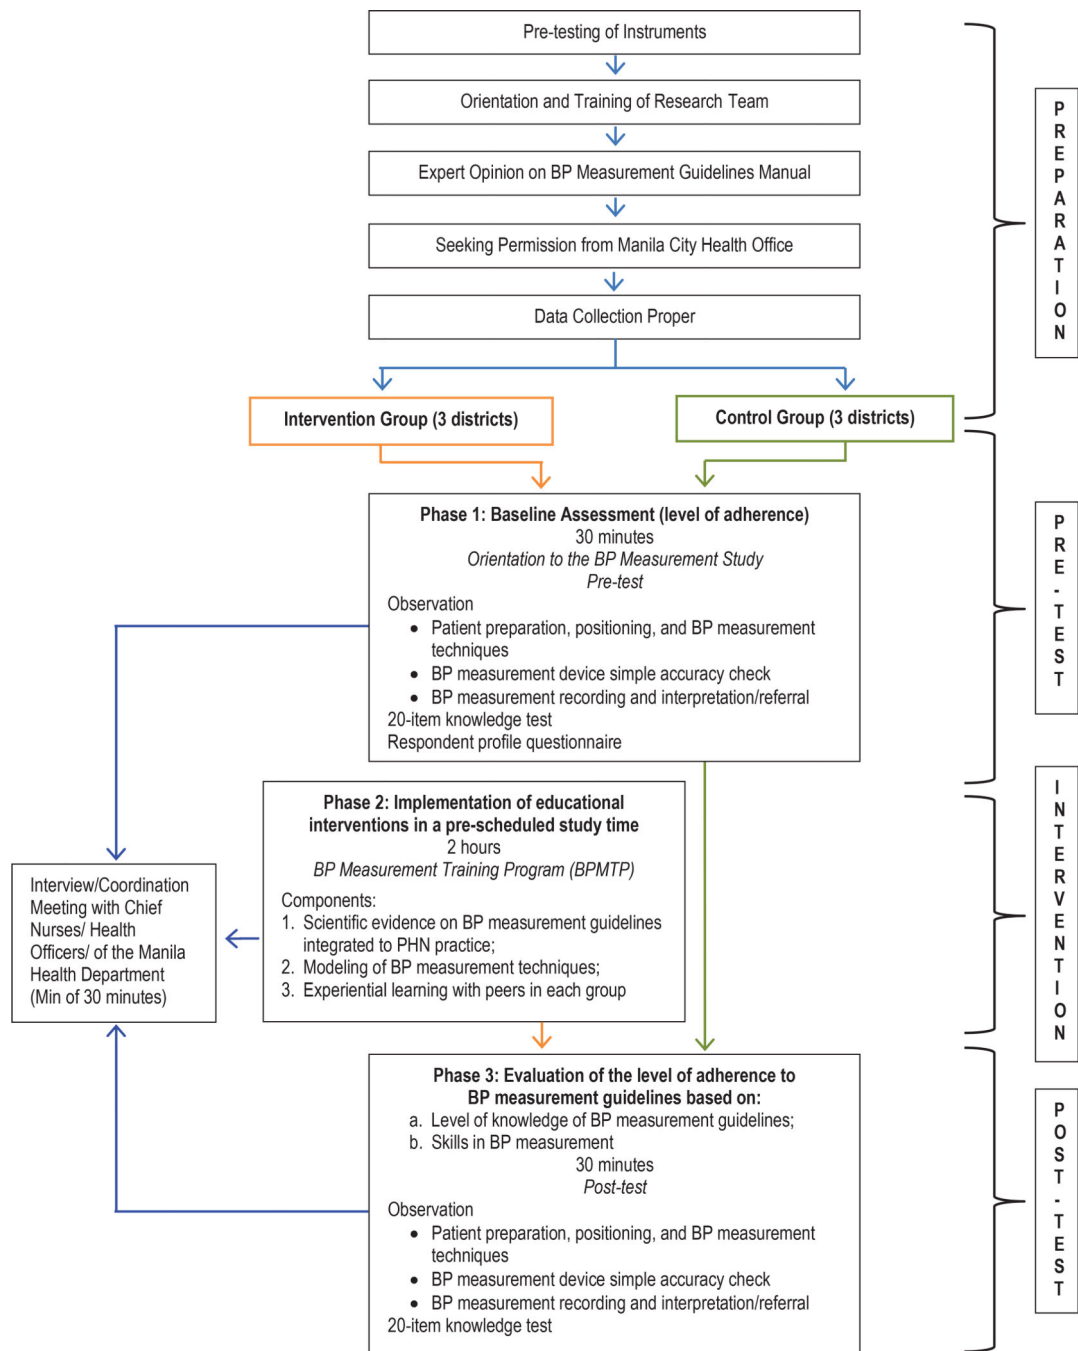 Pre-testing of Instruments
Orientation and Training of Research Team
Expert Opinion on BP Measurement Guidelines Manual
Seeking Permission from Manila City Health Office
Data Collection Proper
PREPARATION
Intervention Group (3 districts)
Control Group (3 districts)
Phase 1: Baseline Assessment (level of adherence)
30 minutes
Orientation to the BP Measurement Study
Pre-test
Observation
• Patient preparation, positioning, and BP measurement
techniques
• BP measurement device simple accuracy check
• BP measurement recording and interpretation/referral
20-item knowledge test
Respondent profile questionnaire
PRE-TEST
Phase 2: Implementation of educational
interventions in a pre-scheduled study time
2 hours
BP Measurement Training Program (BPMTP)
Components:
1. Scientific evidence on BP measurement guidelines
integrated to PHN practice;
2. Modeling of BP measurement techniques;
3. Experiential learning with peers in each group
INTERVENTION
Interview/Coordination
Meeting with Chief
Nurses/ Health
Officers/ of the Manila
Health Department
(Min of 30 minutes)
Phase 3: Evaluation of the level of adherence to
BP measurement guidelines based on:
a. Level of knowledge of BP measurement guidelines;
b. Skills in BP measurement
30 minutes
Post-test
Observation
• Patient preparation, positioning, and BP measurement
techniques
• BP measurement device simple accuracy check
• BP measurement recording and interpretation/referral
20-item knowledge test
POST-TEST